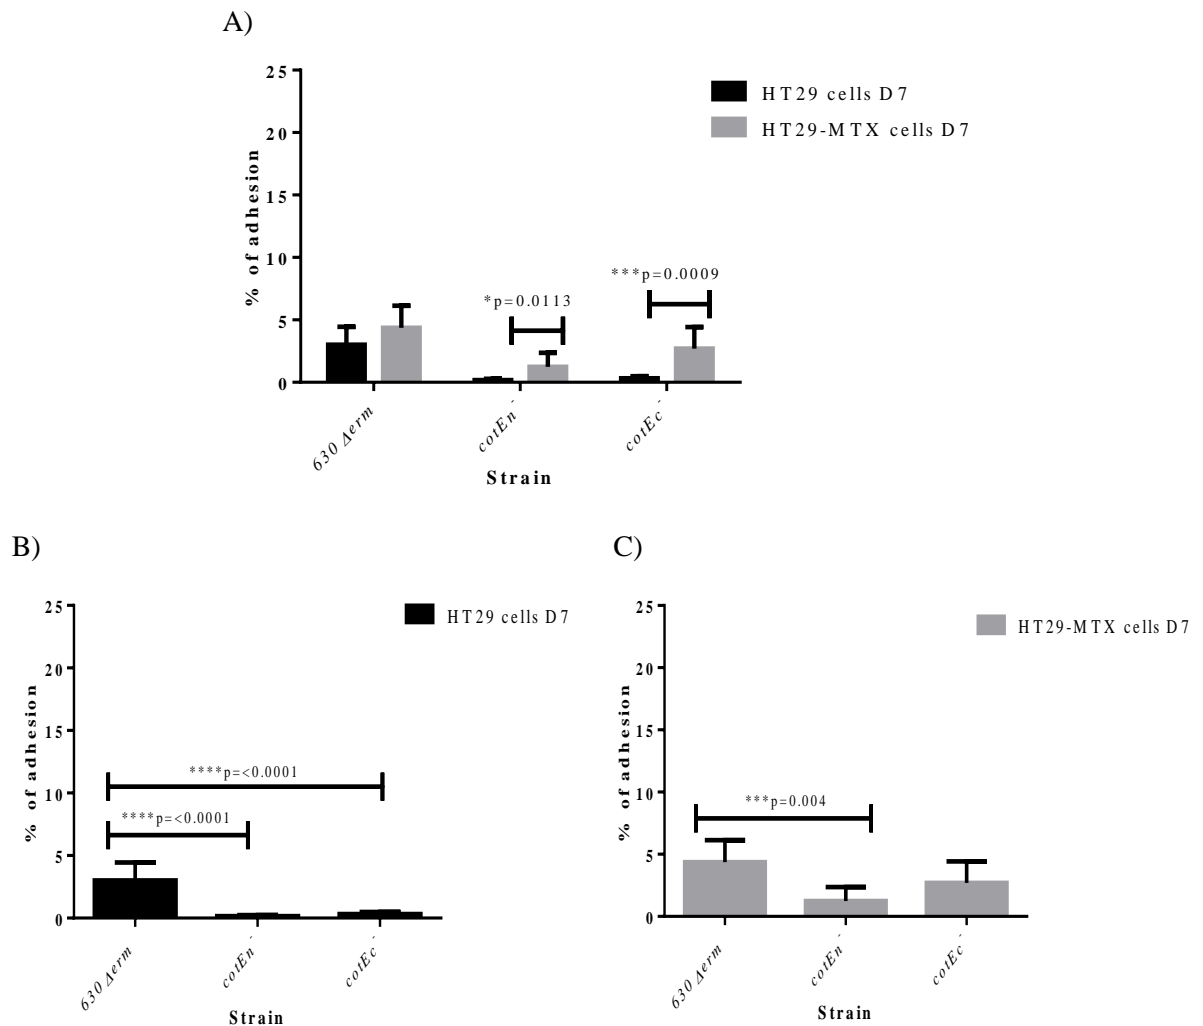 A)
25
20
15
10
5
0
% of adhesion
HT29 cells D7
HT29-MTX cells D7
*p=0.0113
***p=0.0009
630 Δerm
cotEn-
cotEc-
Strain
B)
25
20
15
10
5
0
% of adhesion
HT29 cells D7
****p=<0.0001
****p=<0.0001
630 Δerm
cotEn-
cotEc-
Strain
C)
25
20
15
10
5
0
% of adhesion
HT29-MTX cells D7
***p=0.004
630 Δerm
cotEn-
cotEc-
Strain